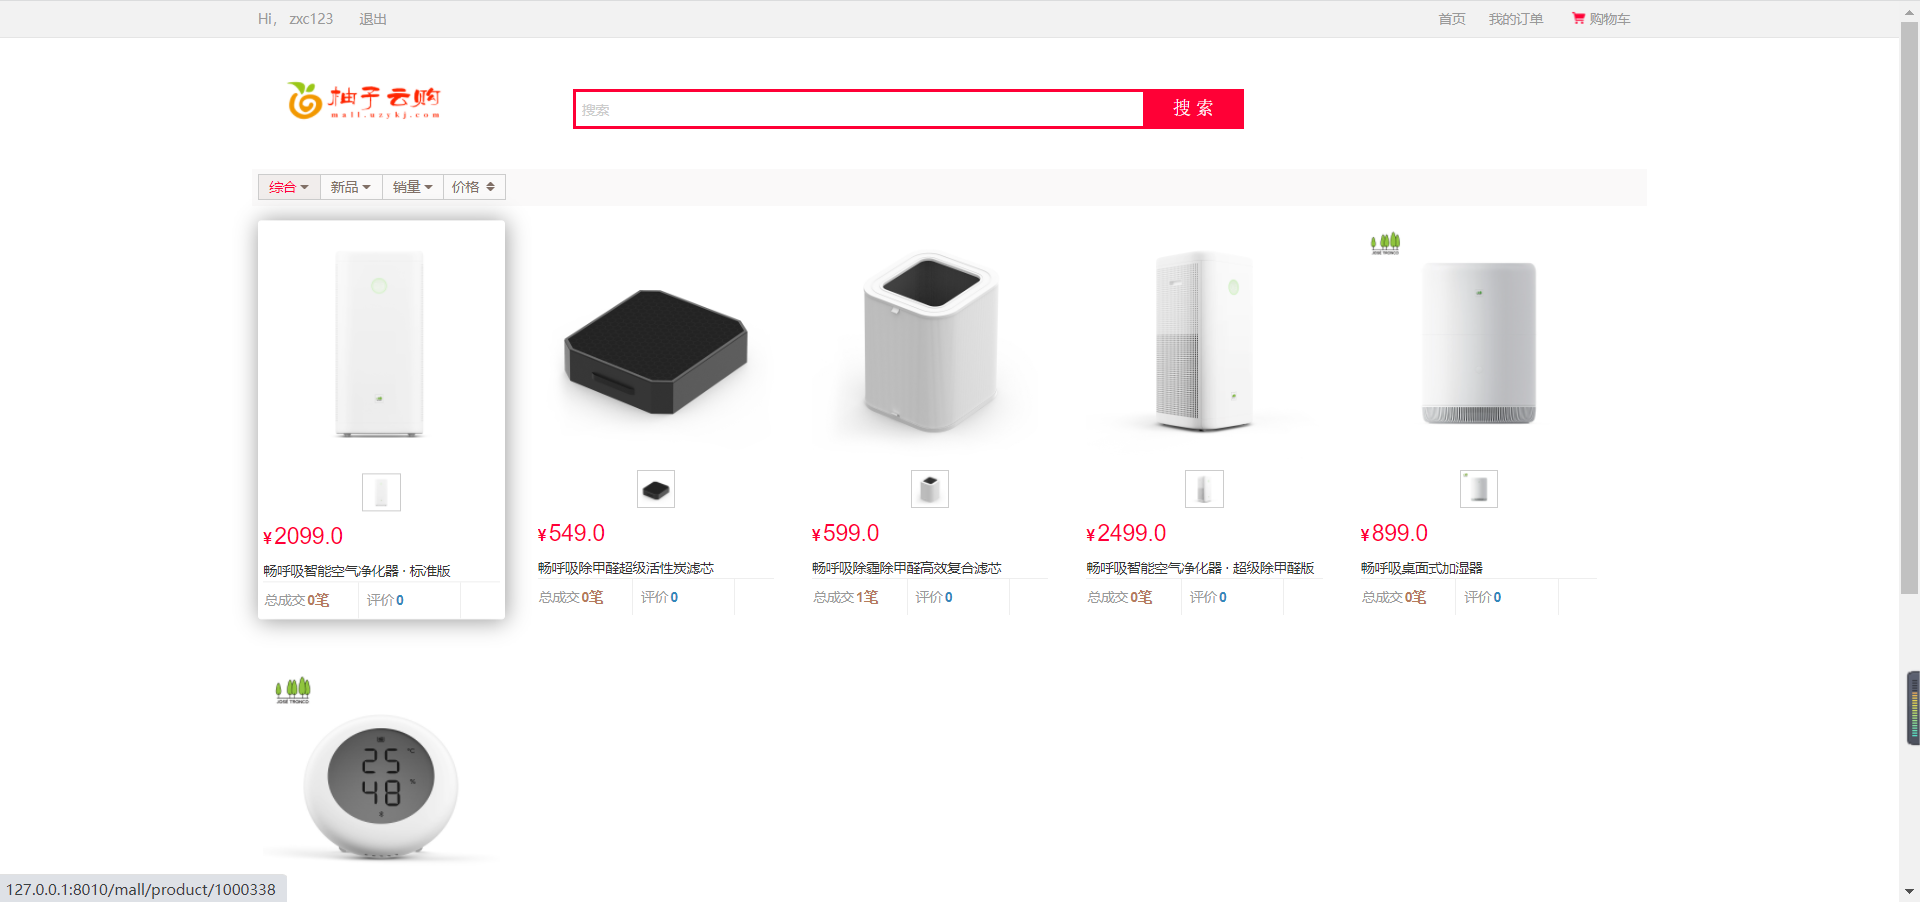 Hi， zxc123 退出 首页 我的订单 购物车
柚子云购
mall.uzykj.com
搜索 搜 索
综合 新品 销量 价格
JOSE TRONCO
¥2099.0 ¥549.0 ¥599.0 ¥2499.0 ¥899.0
畅呼吸智能空气净化器 · 标准版 畅呼吸除甲醛超级活性炭滤芯 畅呼吸除霾除甲醛高效复合滤芯 畅呼吸智能空气净化器 · 超级除甲醛版 畅呼吸桌面式加湿器
总成交0笔 评价0 总成交0笔 评价0 总成交1笔 评价0 总成交0笔 评价0 总成交0笔 评价0
JOSE TRONCO
25 ℃
48 %
127.0.0.1:8010/mall/product/1000338